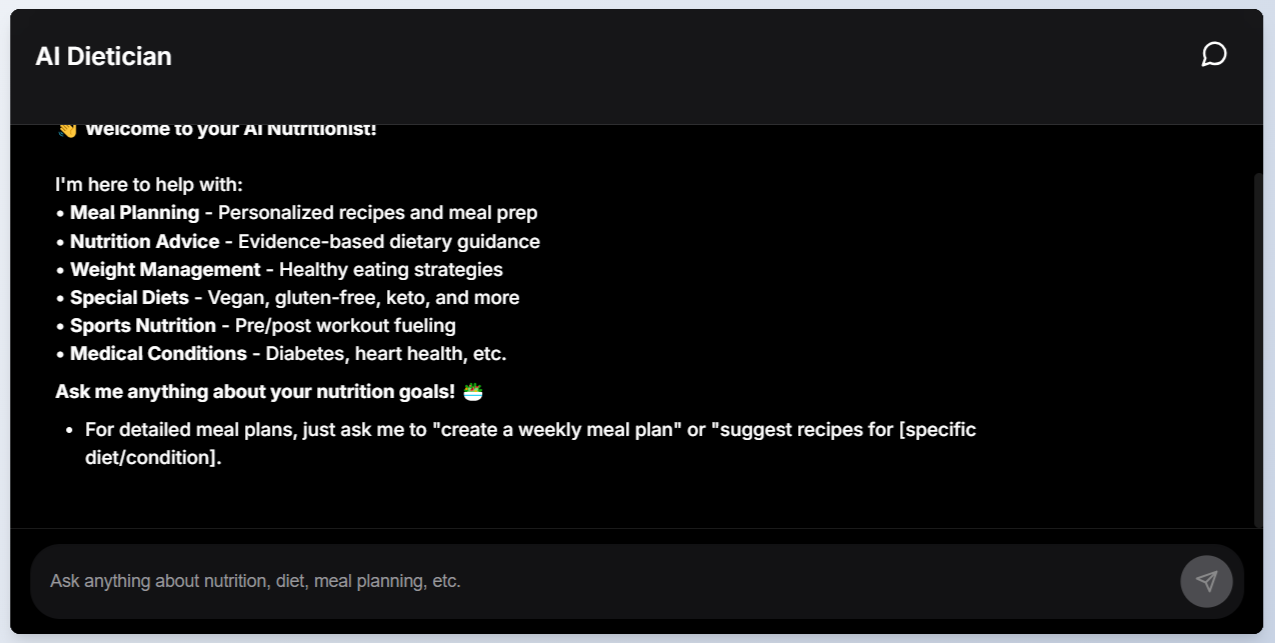 AI Dietician
👋 Welcome to your AI Nutritionist!
I'm here to help with:
• Meal Planning - Personalized recipes and meal prep
• Nutrition Advice - Evidence-based dietary guidance
• Weight Management - Healthy eating strategies
• Special Diets - Vegan, gluten-free, keto, and more
• Sports Nutrition - Pre/post workout fueling
• Medical Conditions - Diabetes, heart health, etc.
Ask me anything about your nutrition goals! 🥗
• For detailed meal plans, just ask me to "create a weekly meal plan" or "suggest recipes for [specific
diet/condition].
Ask anything about nutrition, diet, meal planning, etc.